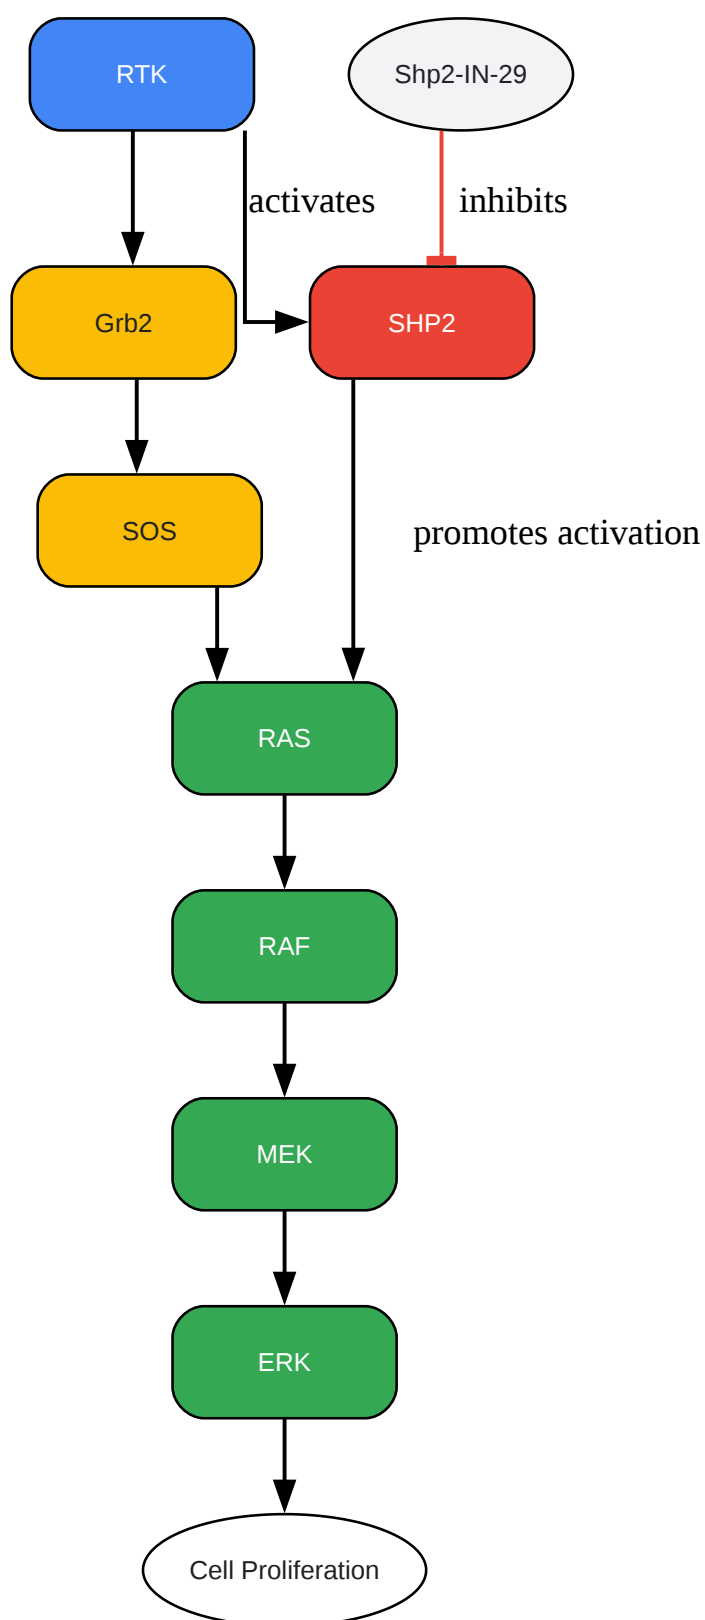 RTK
Shp2-IN-29
activates
inhibits
Grb2
SHP2
SOS
promotes activation
RAS
RAF
MEK
ERK
Cell Proliferation